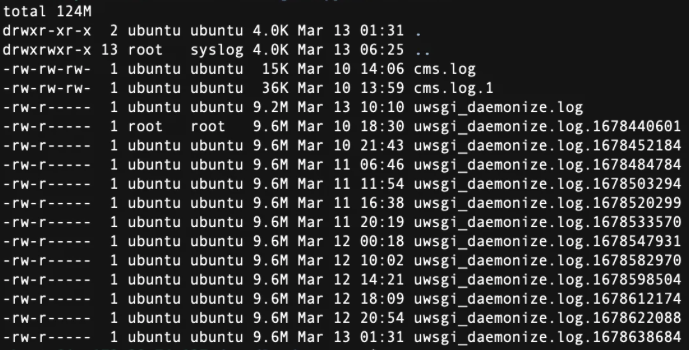 total 124M
drwxr-xr-x  2 ubuntu ubuntu 4.0K Mar 13 01:31 .
drwxrwxr-x 13 root   syslog 4.0K Mar 13 06:25 ..
-rw-rw-rw-  1 ubuntu ubuntu  15K Mar 10 14:06 cms.log
-rw-rw-rw-  1 ubuntu ubuntu  36K Mar 10 13:59 cms.log.1
-rw-r-----  1 ubuntu ubuntu 9.2M Mar 13 10:10 uwsgi_daemonize.log
-rw-r-----  1 root   root   9.6M Mar 10 18:30 uwsgi_daemonize.log.1678440601
-rw-r-----  1 ubuntu ubuntu 9.6M Mar 10 21:43 uwsgi_daemonize.log.1678452184
-rw-r-----  1 ubuntu ubuntu 9.6M Mar 11 06:46 uwsgi_daemonize.log.1678484784
-rw-r-----  1 ubuntu ubuntu 9.6M Mar 11 11:54 uwsgi_daemonize.log.1678503294
-rw-r-----  1 ubuntu ubuntu 9.6M Mar 11 16:38 uwsgi_daemonize.log.1678520299
-rw-r-----  1 ubuntu ubuntu 9.6M Mar 11 20:19 uwsgi_daemonize.log.1678533570
-rw-r-----  1 ubuntu ubuntu 9.6M Mar 12 00:18 uwsgi_daemonize.log.1678547931
-rw-r-----  1 ubuntu ubuntu 9.6M Mar 12 10:02 uwsgi_daemonize.log.1678582970
-rw-r-----  1 ubuntu ubuntu 9.6M Mar 12 14:21 uwsgi_daemonize.log.1678598504
-rw-r-----  1 ubuntu ubuntu 9.6M Mar 12 18:09 uwsgi_daemonize.log.1678612174
-rw-r-----  1 ubuntu ubuntu 9.6M Mar 12 20:54 uwsgi_daemonize.log.1678622088
-rw-r-----  1 ubuntu ubuntu 9.6M Mar 13 01:31 uwsgi_daemonize.log.1678638684